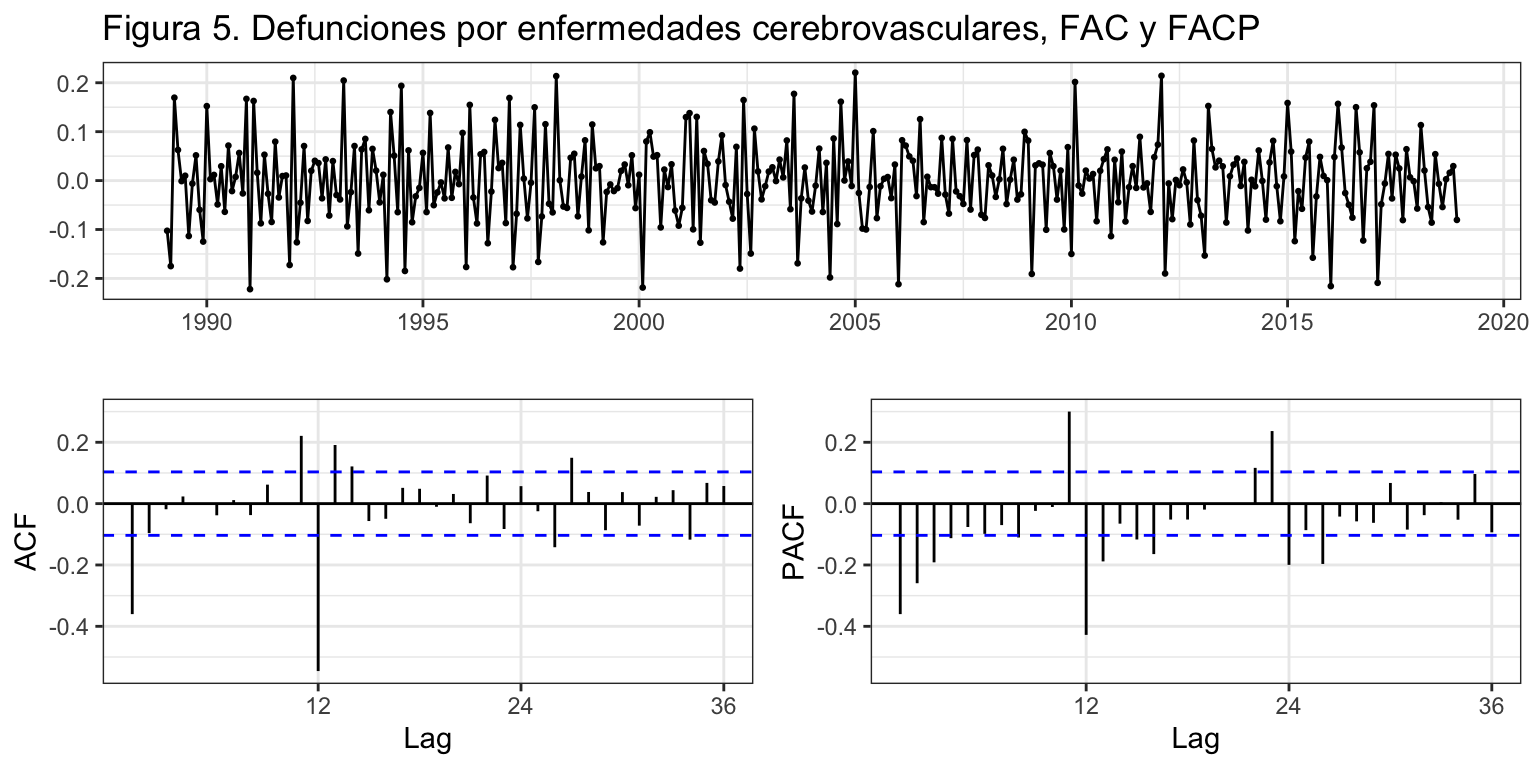 Figura 5. Defunciones por enfermedades cerebrovasculares, FAC y FACP
0.2
0.1
0.0
-0.1
-0.2
1990 1995 2000 2005 2010 2015 2020
ACF
0.2
0.0
-0.2
-0.4
12 24 36
Lag
PACF
0.2
0.0
-0.2
-0.4
12 24 36
Lag